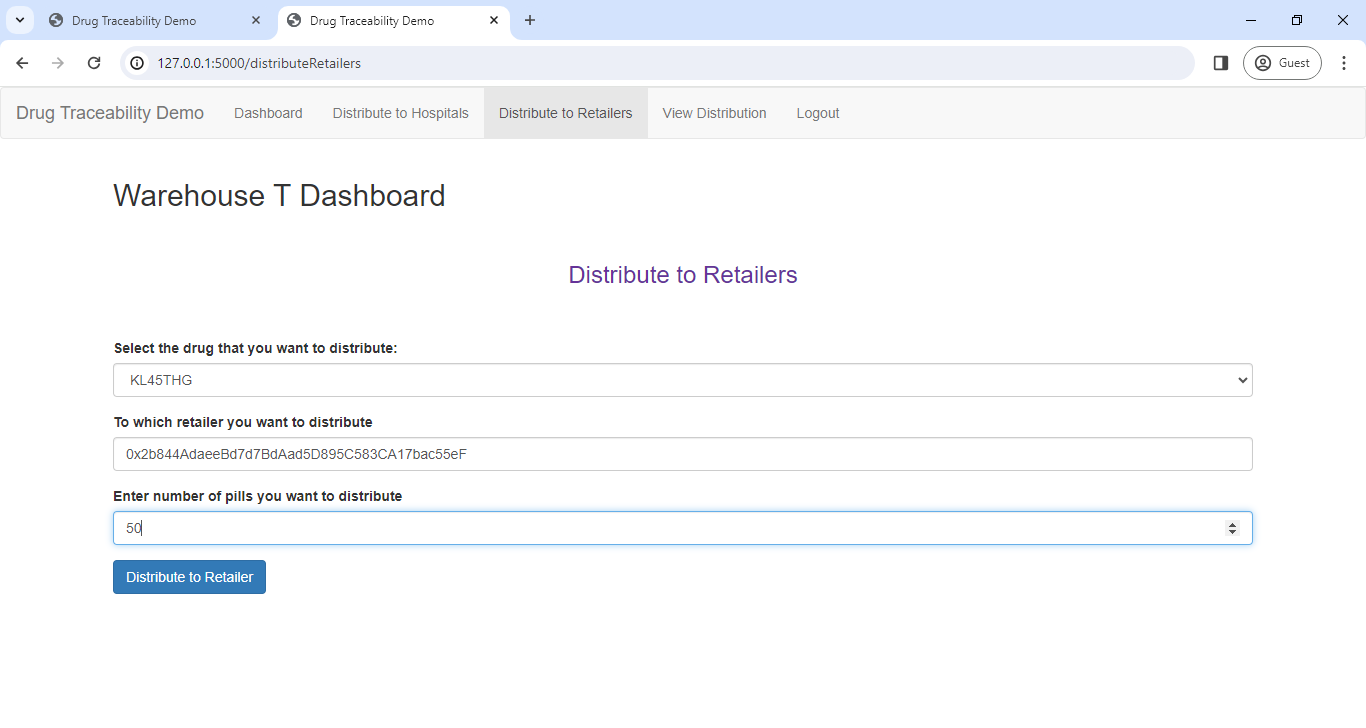 Drug Traceability Demo
Drug Traceability Demo
127.0.0.1:5000/distributeRetailers
Guest
Drug Traceability Demo Dashboard Distribute to Hospitals Distribute to Retailers View Distribution Logout
Warehouse T Dashboard
Distribute to Retailers
Select the drug that you want to distribute:
KL45THG
To which retailer you want to distribute
0x2b844AdaeeBd7d7BdAad5D895C583CA17bac55eF
Enter number of pills you want to distribute
50
Distribute to Retailer